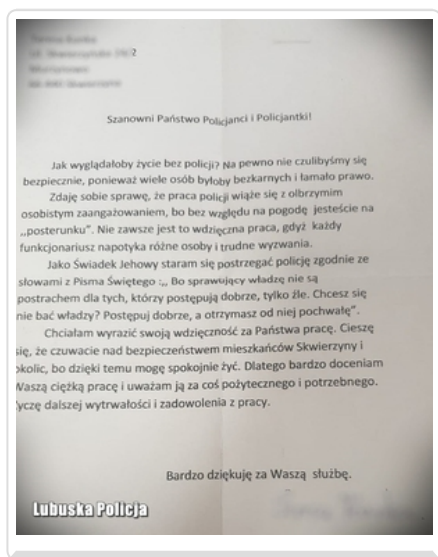 2
Szanowni Państwo Policjanci i Policjantki!
Jak wyglądałoby życie bez policji? Na pewno nie czulibyśmy się
bezpiecznie, ponieważ wiele osób byłoby bezkarnych i łamało prawo.
Zdaję sobie sprawę, że praca policji wiąże się z olbrzymim
osobistym zaangażowaniem, bo bez względu na pogodę jesteście na
„posterunku”. Nie zawsze jest to wdzięczna praca, gdyż każdy
funkcjonariusz napotyka różne osoby i trudne wyzwania.
Jako Świadek Jehowy staram się postrzegać policję zgodnie ze
słowami z Pisma Świętego :„ Bo sprawujący władzę nie są
postrachem dla tych, którzy postępują dobrze, tylko źle. Chcesz się
nie bać władzy? Postępuj dobrze, a otrzymasz od niej pochwałę”.
Chciałam wyrazić swoją wdzięczność za Państwa pracę. Cieszę
się, że czuwacie nad bezpieczeństwem mieszkańców Skwierzyny i
okolic, bo dzięki temu mogę spokojnie żyć. Dlatego bardzo doceniam
Waszą ciężką pracę i uważam ją za coś pożytecznego i potrzebnego.
Życzę dalszej wytrwałości i zadowolenia z pracy.
Bardzo dziękuję za Waszą służbę.
Lubuska Policja